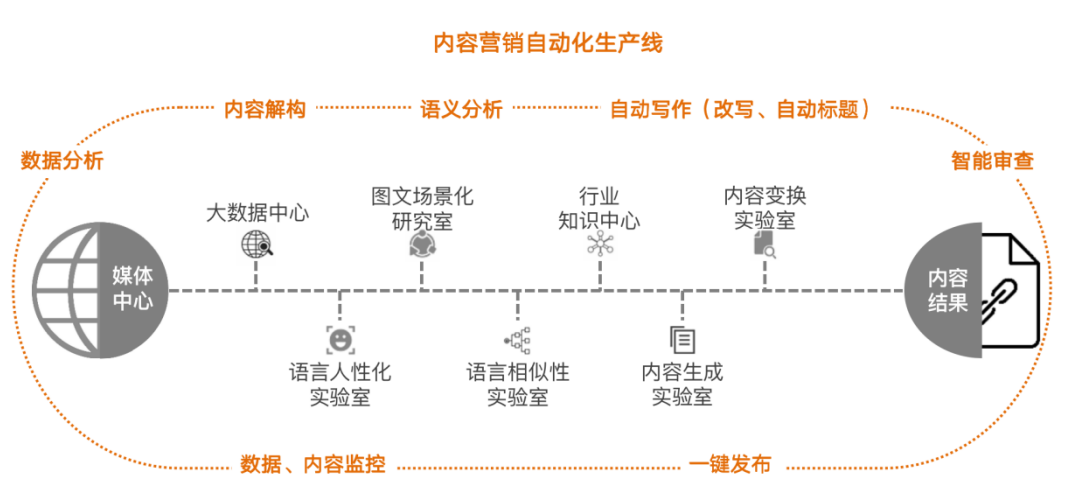 内容营销自动化生产线
内容解构
语义分析
自动写作（改写、自动标题）
数据分析
智能审查
大数据中心
图文场景化
研究室
行业
知识中心
内容变换
实验室
媒体
中心
内容
结果
语言人性化
实验室
语言相似性
实验室
内容生成
实验室
数据、内容监控
一键发布